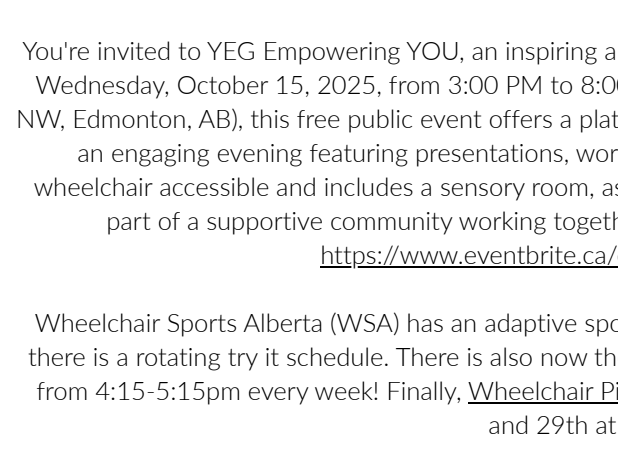 You're invited to YEG Empowering YOU, an inspiring a
Wednesday, October 15, 2025, from 3:00 PM to 8:0
NW, Edmonton, AB), this free public event offers a plat
an engaging evening featuring presentations, wor
wheelchair accessible and includes a sensory room, as
part of a supportive community working togeth
https://www.eventbrite.ca/
Wheelchair Sports Alberta (WSA) has an adaptive spo
there is a rotating try it schedule. There is also now th
from 4:15-5:15pm every week! Finally, Wheelchair Pi
and 29th at